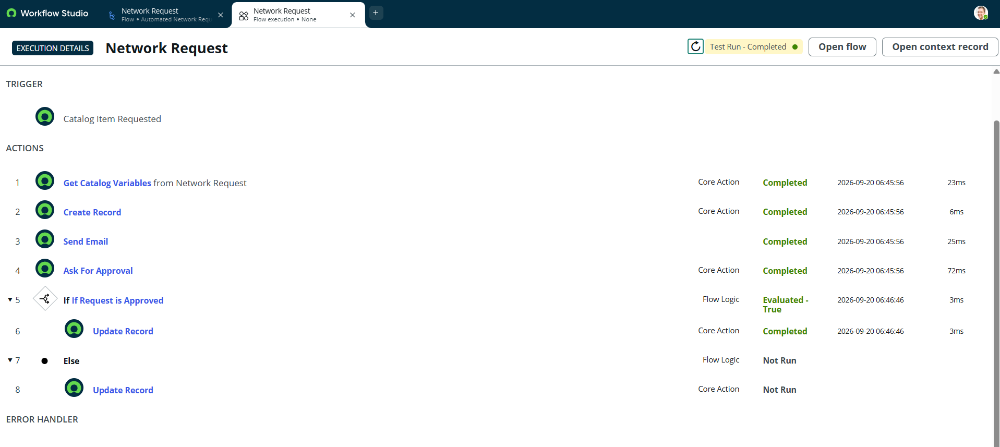 Workflow Studio
Network Request
Flow • Automated Network Requ
Network Request
Flow execution • None
EXECUTION DETAILS
Network Request
Test Run - Completed
Open flow
Open context record
TRIGGER
Catalog Item Requested
ACTIONS
1 Get Catalog Variables from Network Request Core Action Completed 2026-09-20 06:45:56 23ms
2 Create Record Core Action Completed 2026-09-20 06:45:56 6ms
3 Send Email Completed 2026-09-20 06:45:56 25ms
4 Ask For Approval Core Action Completed 2026-09-20 06:45:56 72ms
5 If If Request is Approved Flow Logic Evaluated - True 2026-09-20 06:46:46 3ms
6 Update Record Core Action Completed 2026-09-20 06:46:46 3ms
7 Else Flow Logic Not Run
8 Update Record Core Action Not Run
ERROR HANDLER